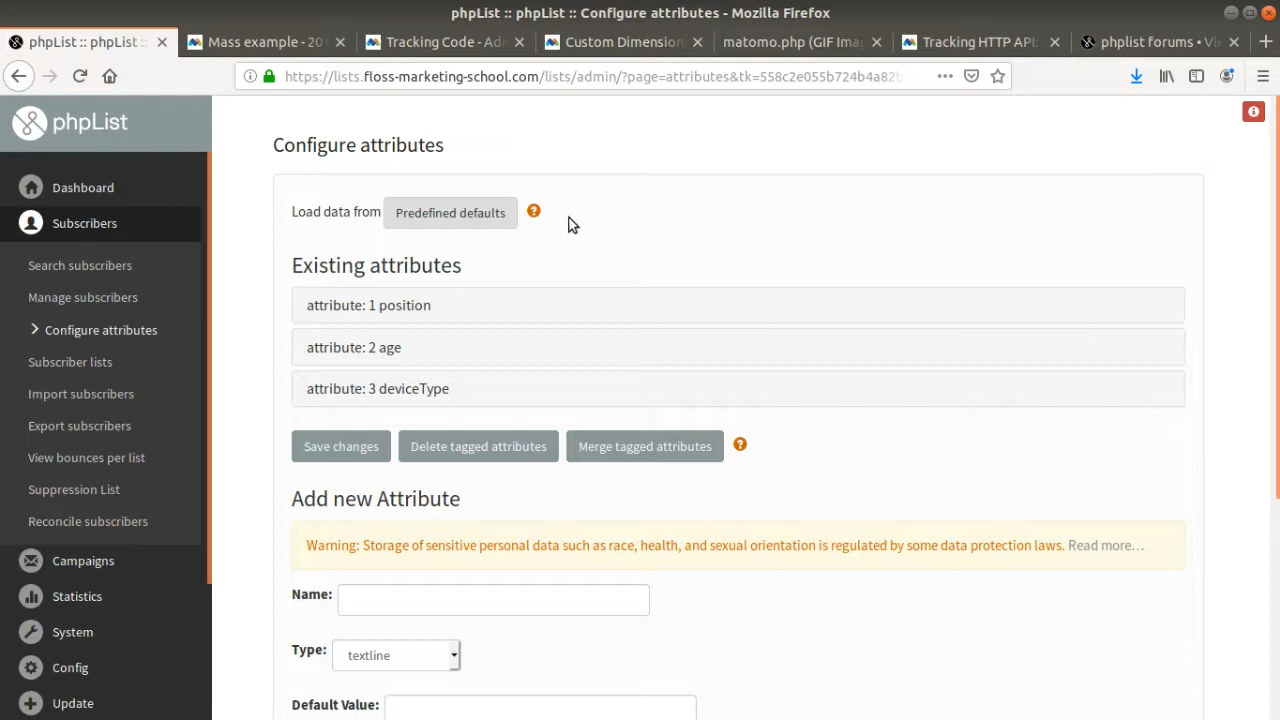 phpList :: phpList :: Configure attributes - Mozilla Firefox
phpList :: phpList ::
Mass example - 20
Tracking Code - Ad
Custom Dimension
matomo.php (GIF Ima
Tracking HTTP API:
phplist forums • Vi
https://lists.floss-marketing-school.com/lists/admin/?page=attributes&tk=558c2e055b724b4a82b
phpList
Dashboard
Subscribers
Search subscribers
Manage subscribers
Configure attributes
Subscriber lists
Import subscribers
Export subscribers
View bounces per list
Suppression List
Reconcile subscribers
Campaigns
Statistics
System
Config
Update
Configure attributes
Load data from Predefined defaults ?
Existing attributes
attribute: 1 position
attribute: 2 age
attribute: 3 deviceType
Save changes Delete tagged attributes Merge tagged attributes ?
Add new Attribute
Warning: Storage of sensitive personal data such as race, health, and sexual orientation is regulated by some data protection laws. Read more…
Name:
Type: textline
Default Value: